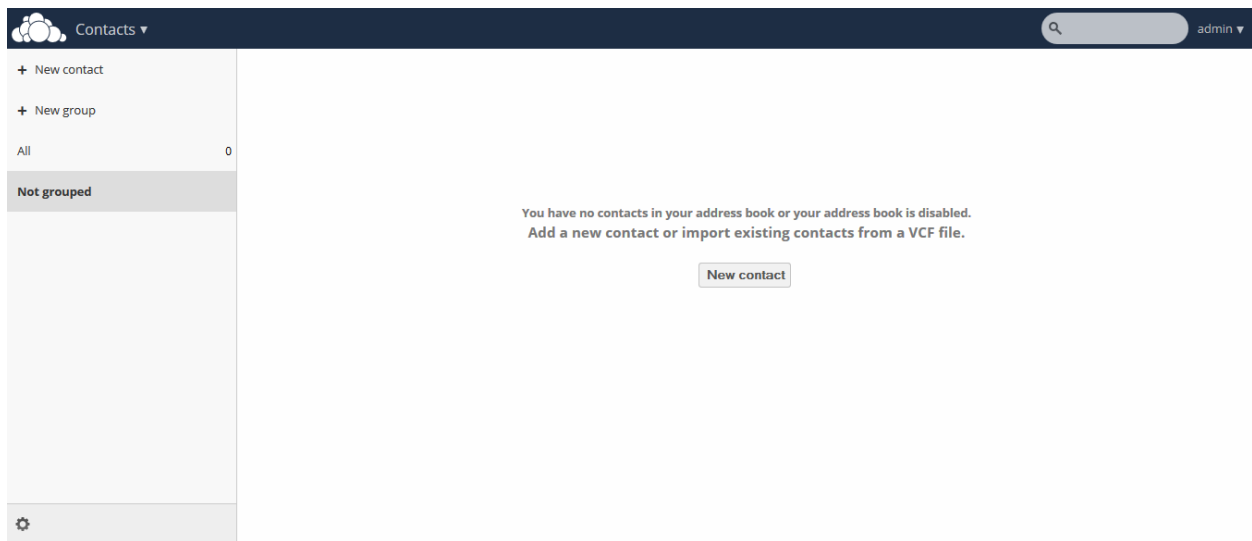 Contacts ▾
admin ▾
+ New contact
+ New group
All 0
Not grouped
You have no contacts in your address book or your address book is disabled.
Add a new contact or import existing contacts from a VCF file.
New contact